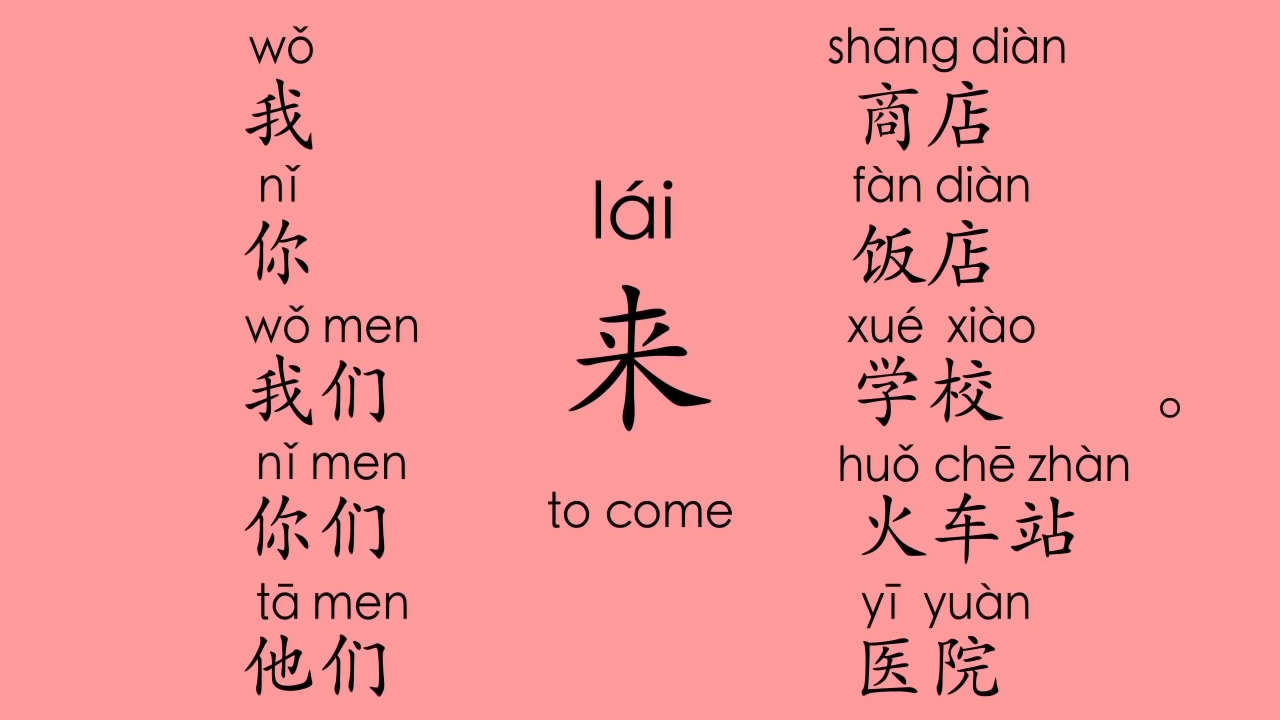 wǒ
我
nǐ
你
wǒ men
我们
nǐ men
你们
tā men
他们
lái
来
to come
shāng diàn
商店
fàn diàn
饭店
xué xiào
学校
huǒ chē zhàn
火车站
yī yuàn
医院
。